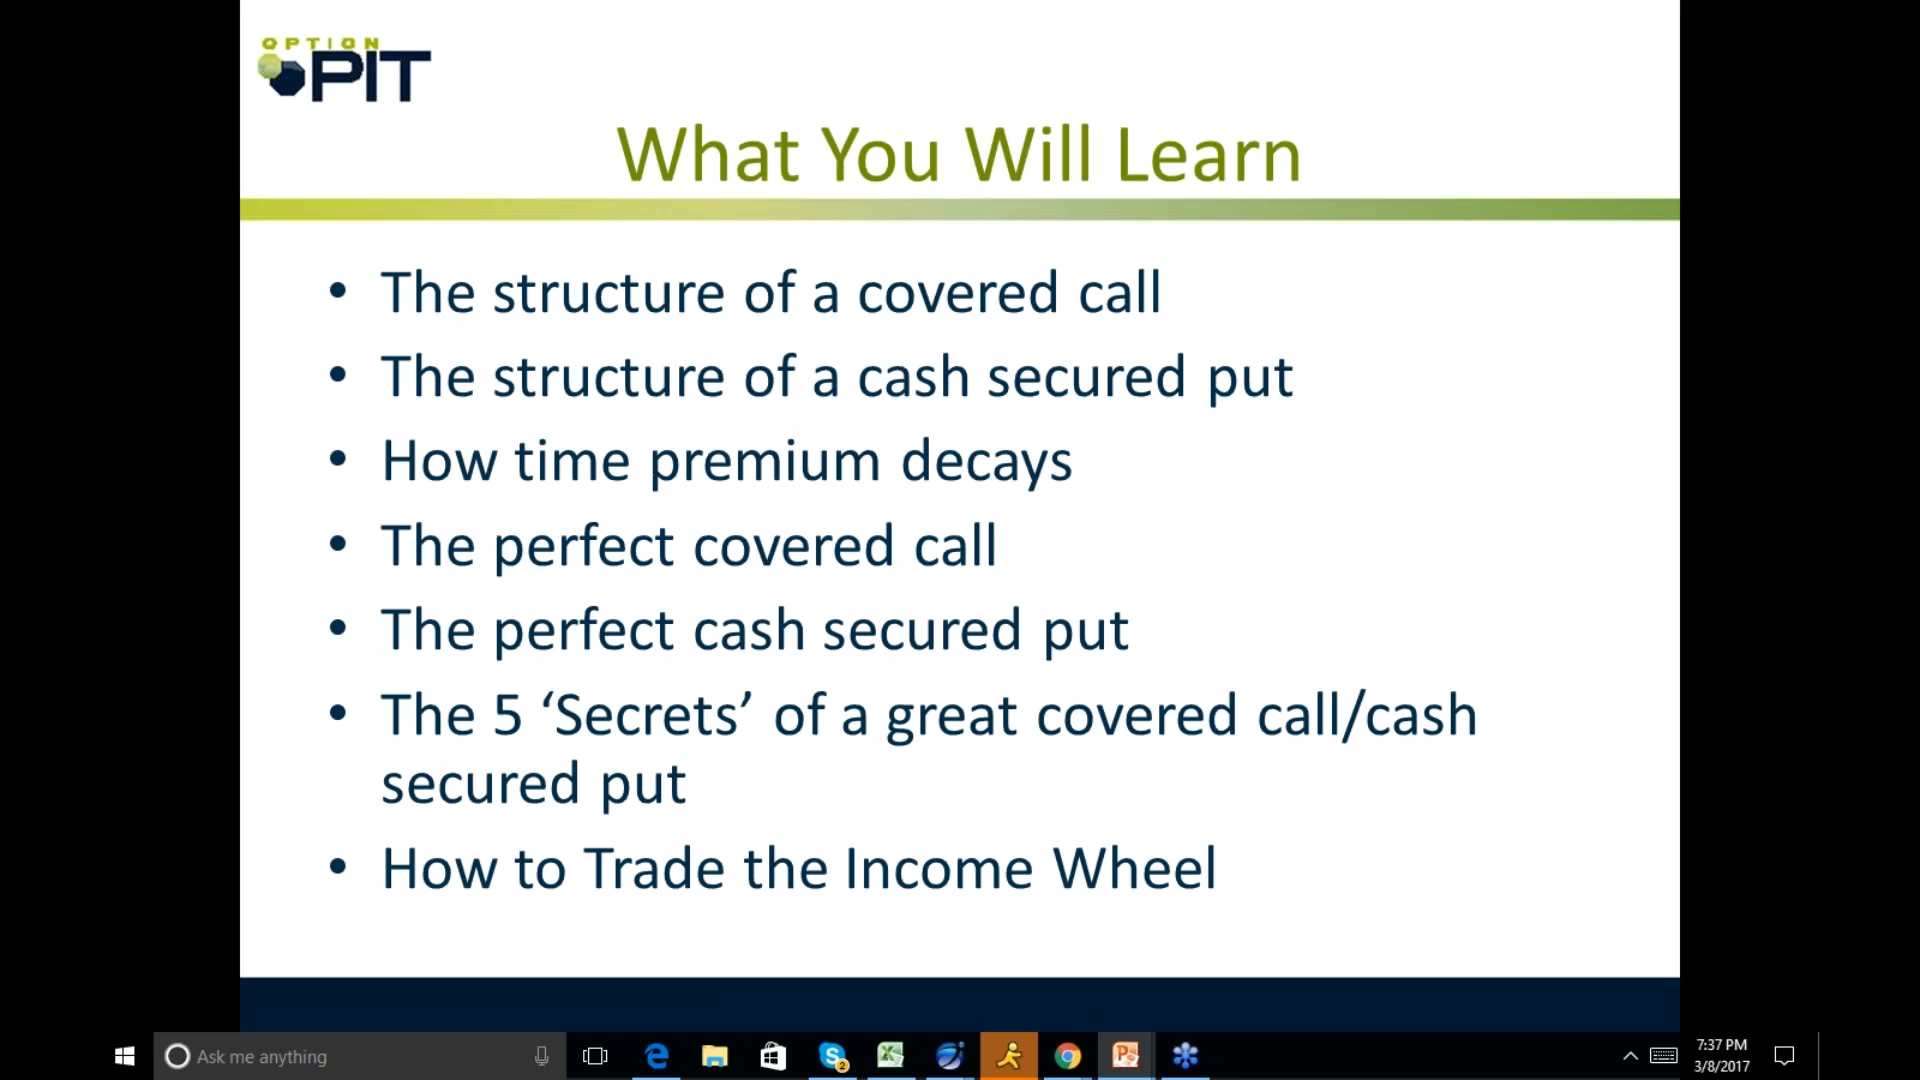 OPTION
PIT
What You Will Learn
• The structure of a covered call
• The structure of a cash secured put
• How time premium decays
• The perfect covered call
• The perfect cash secured put
• The 5 ‘Secrets’ of a great covered call/cash
secured put
• How to Trade the Income Wheel
Ask me anything
2
7:37 PM
3/8/2017